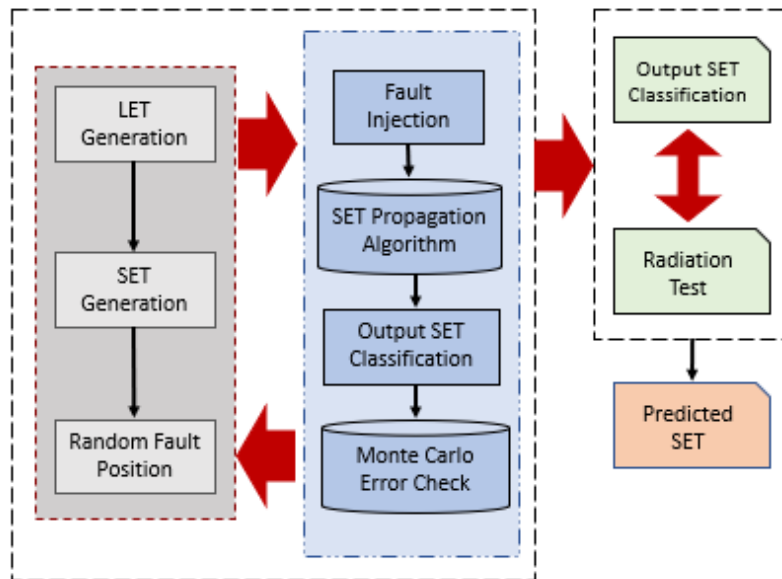 LET
Generation
SET
Generation
Random Fault
Position
Fault
Injection
SET Propagation
Algorithm
Output SET
Classification
Monte Carlo
Error Check
Output SET
Classification
Radiation
Test
Predicted
SET